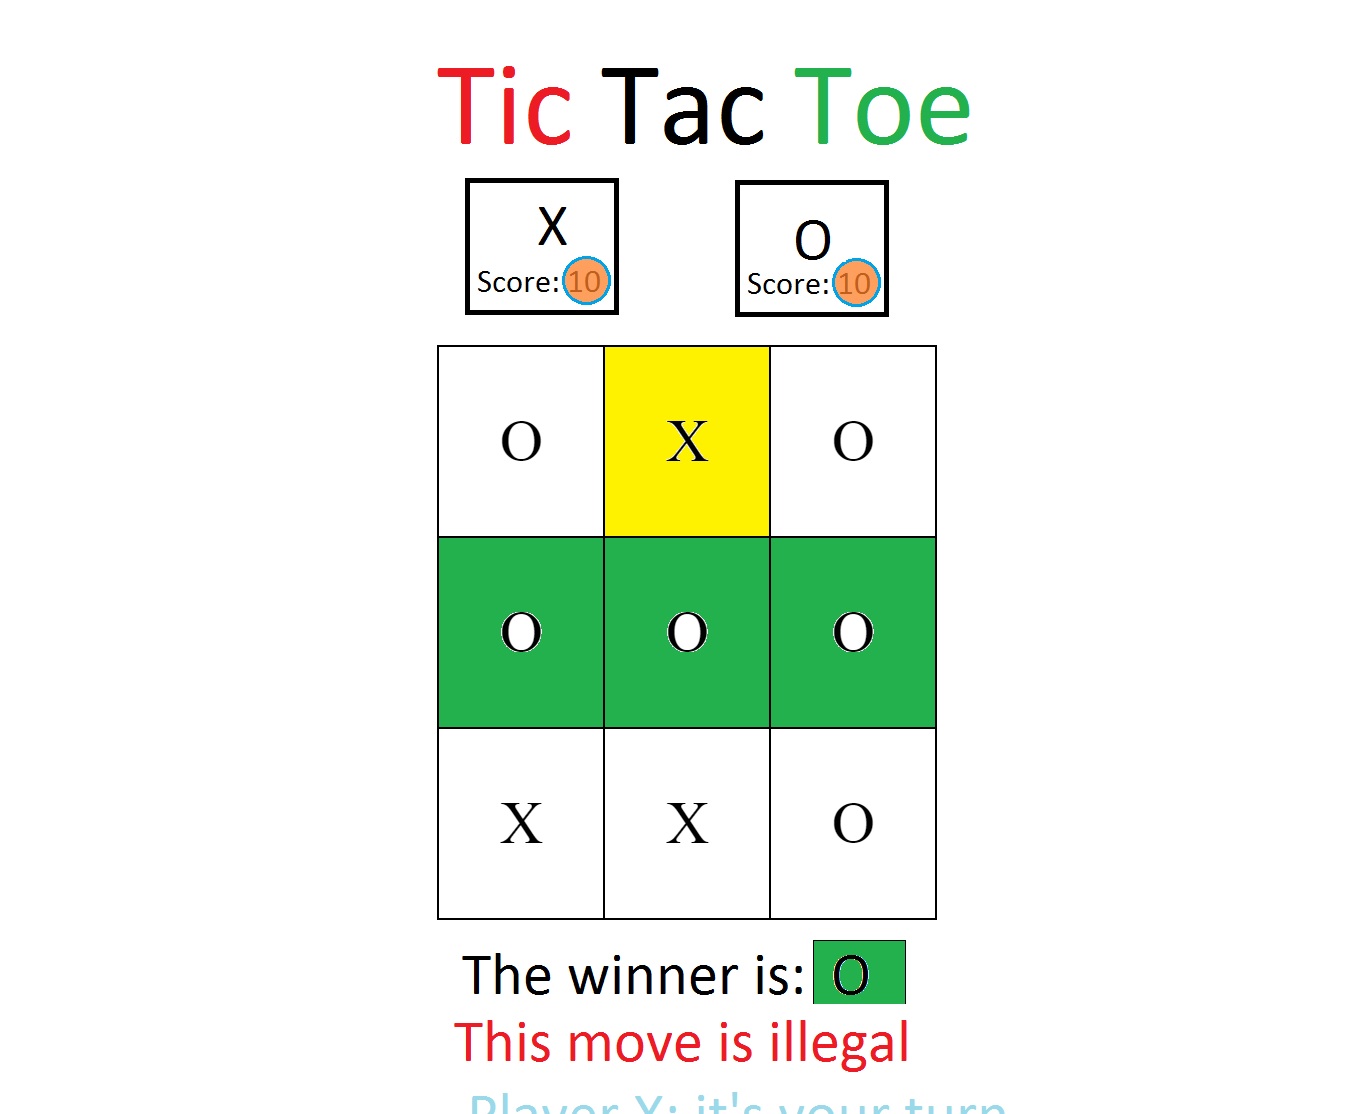 Tic Tac Toe
X O
Score: 10 Score: 10
O X O
O O O
X X O
The winner is: O
This move is illegal
Player X: it's your turn